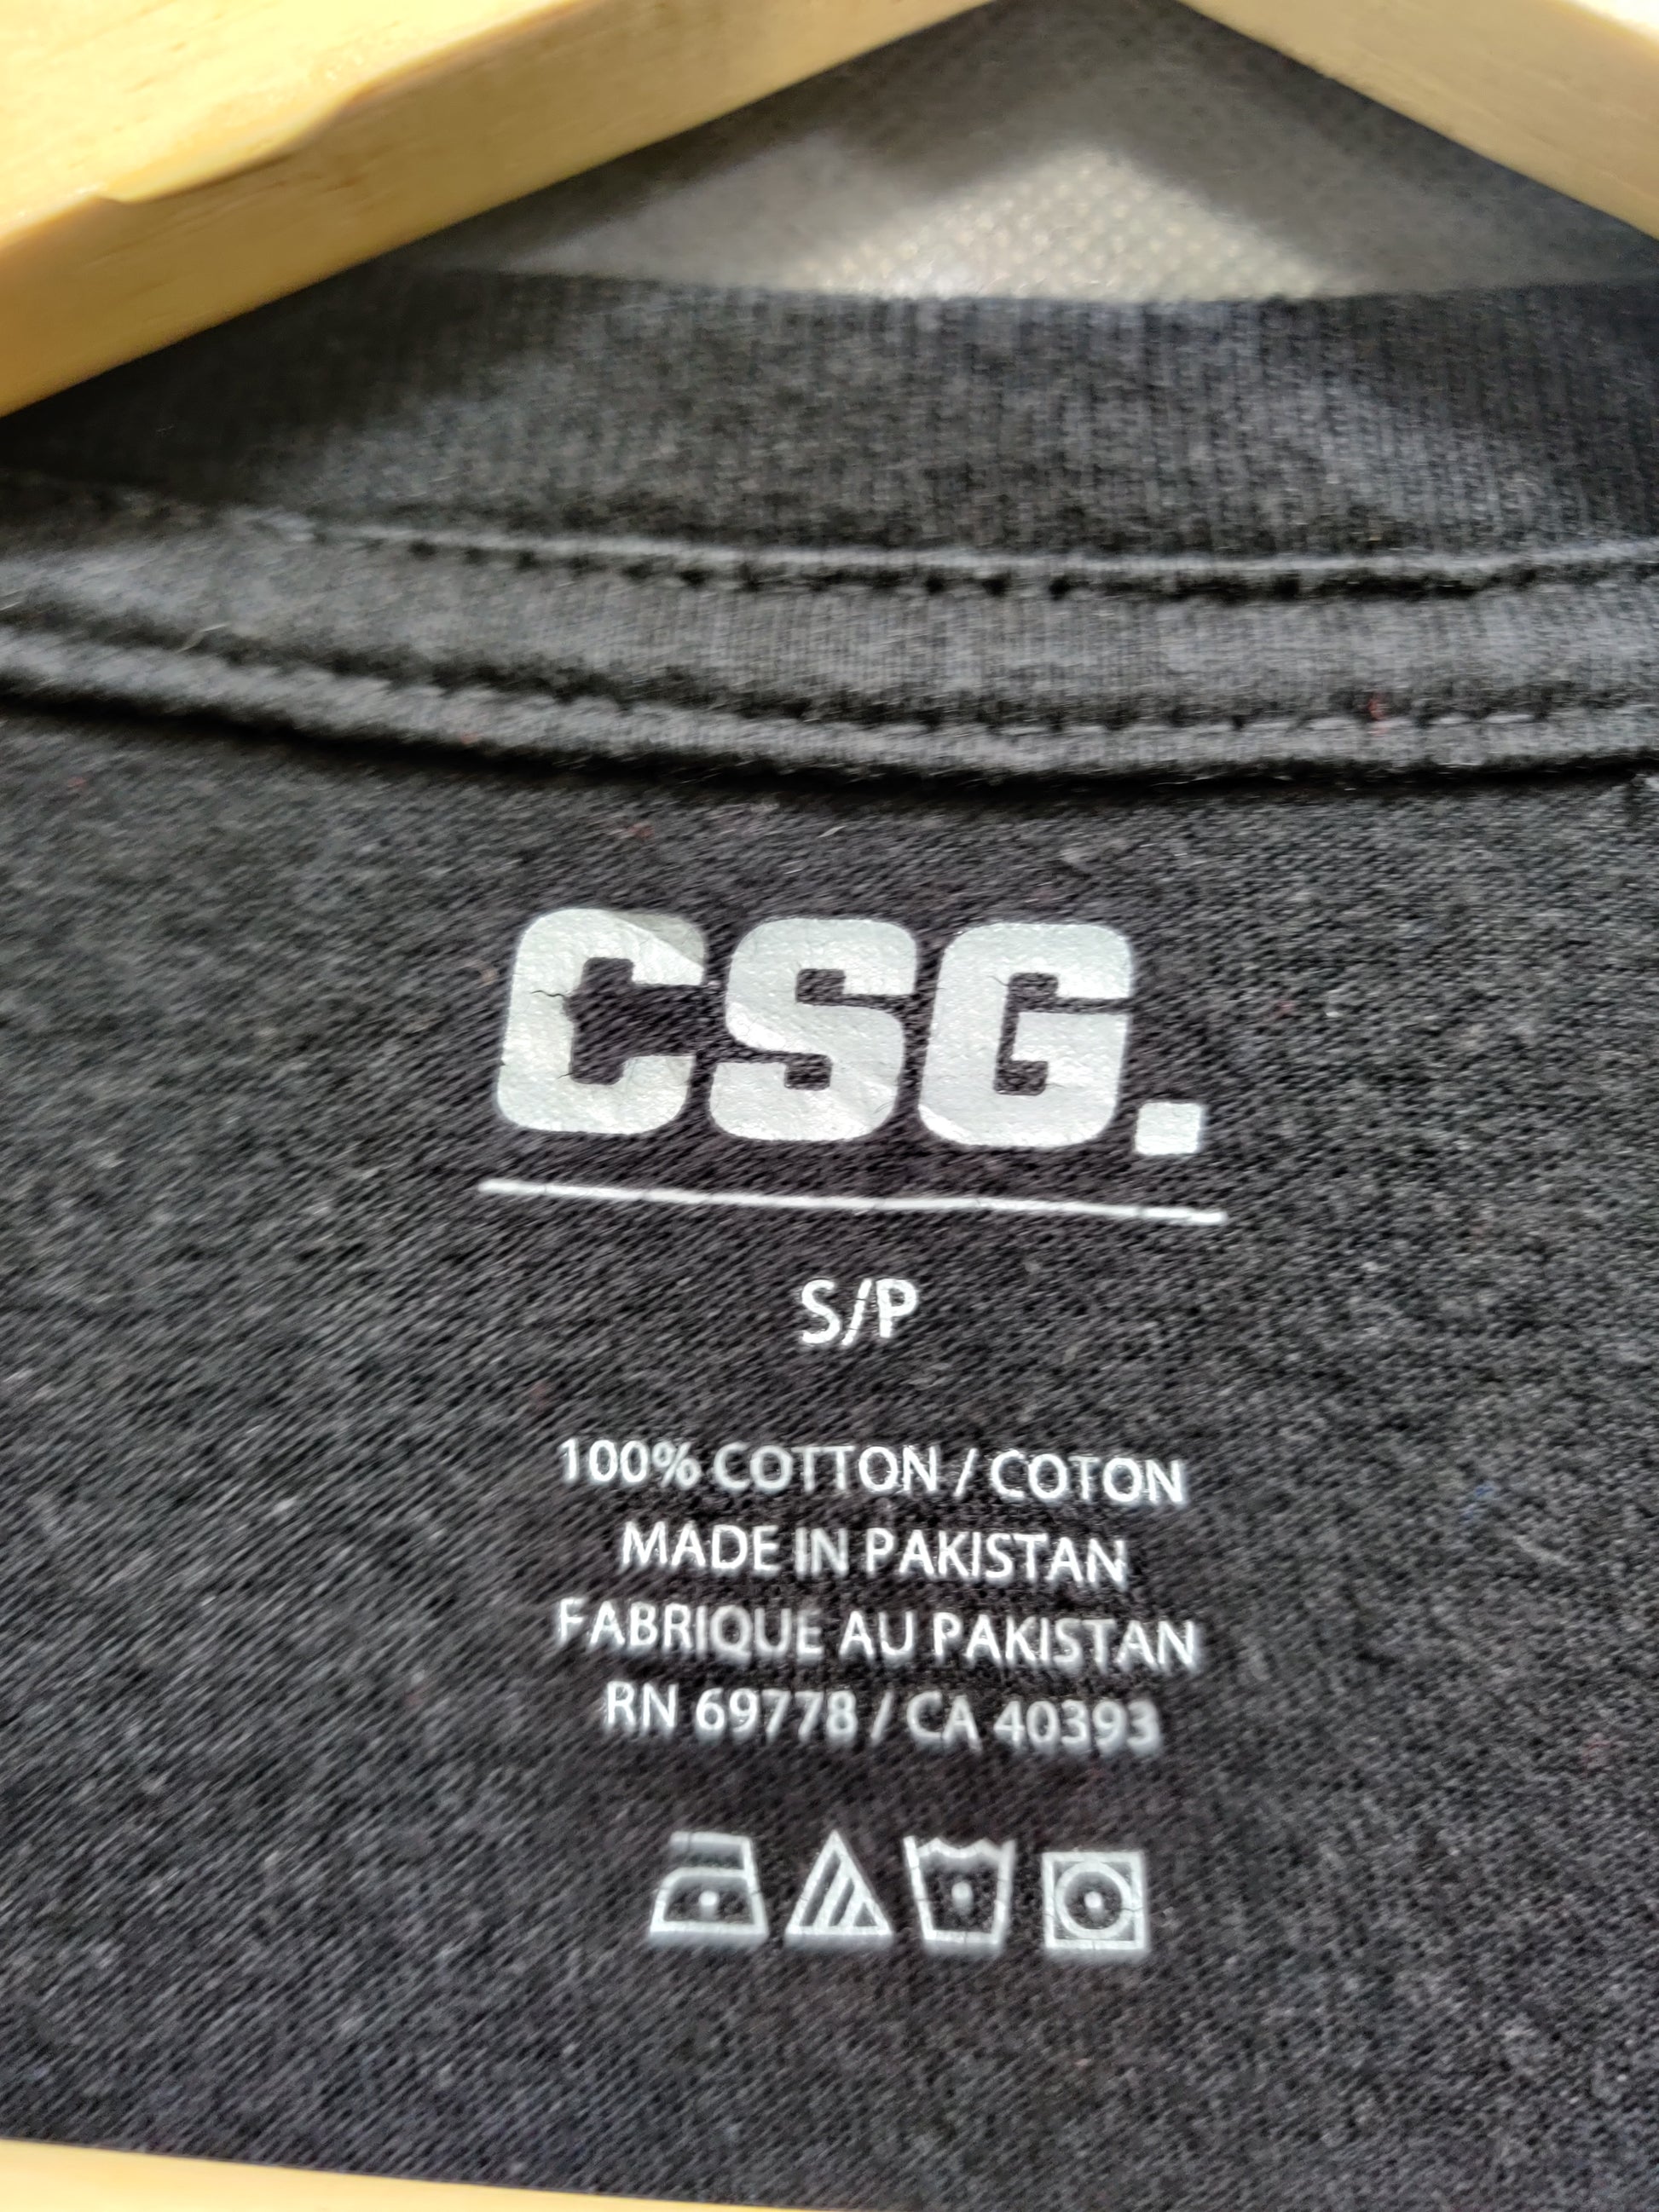 CSG.
S/P
100% COTTON / COTON
MADE IN PAKISTAN
FABRIQUE AU PAKISTAN
RN 69778 / CA 40393